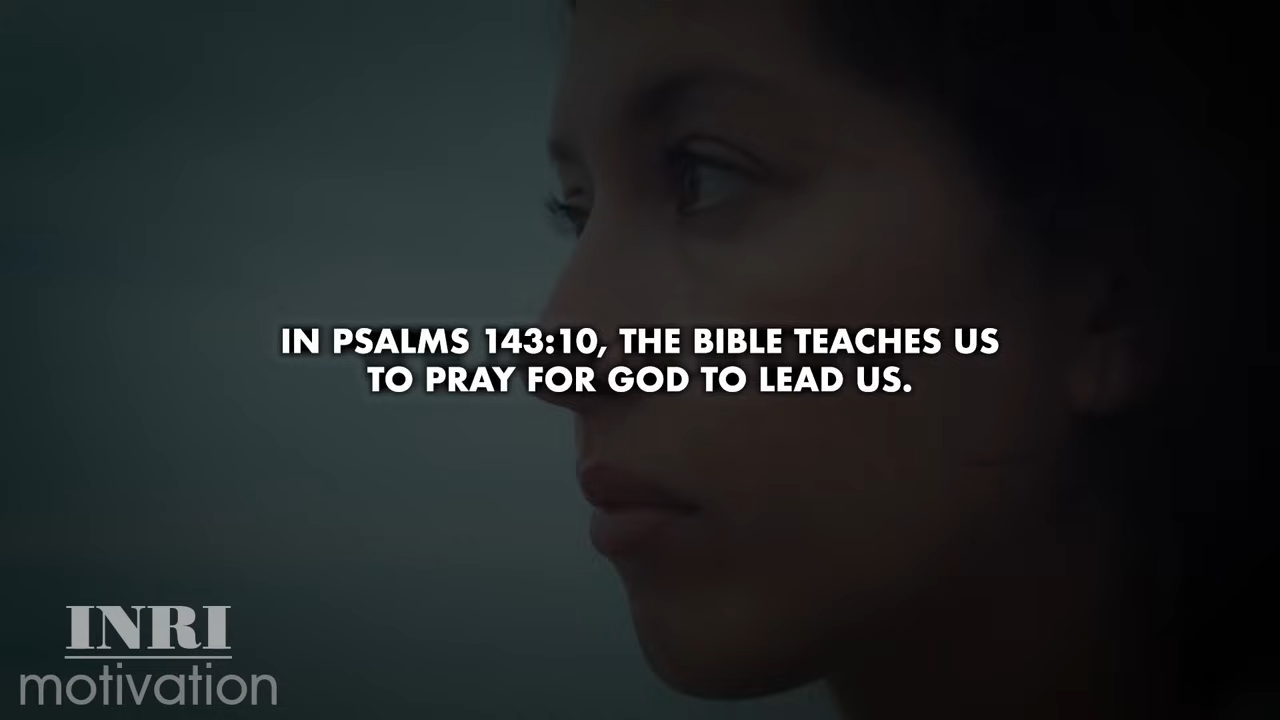 IN PSALMS 143:10, THE BIBLE TEACHES US
TO PRAY FOR GOD TO LEAD US.
INRI
motivation